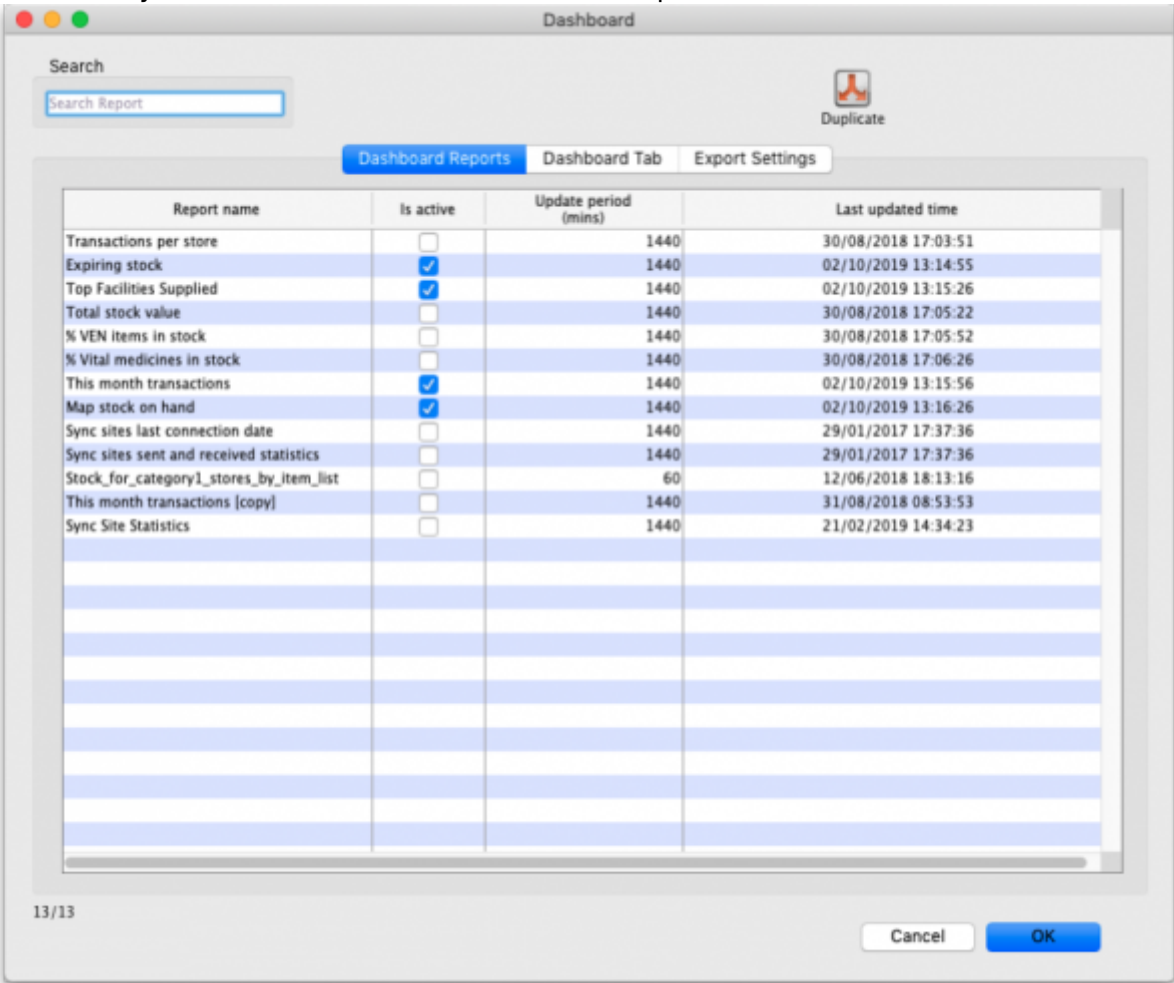 Dashboard
Search
Search Report
Duplicate
Dashboard Reports Dashboard Tab Export Settings
Report name Is active Update period (mins) Last updated time
Transactions per store 1440 30/08/2018 17:03:51
Expiring stock 1440 02/10/2019 13:14:55
Top Facilities Supplied 1440 02/10/2019 13:15:26
Total stock value 1440 30/08/2018 17:05:22
% VEN items in stock 1440 30/08/2018 17:05:52
% Vital medicines in stock 1440 30/08/2018 17:06:26
This month transactions 1440 02/10/2019 13:15:56
Map stock on hand 1440 02/10/2019 13:16:26
Sync sites last connection date 1440 29/01/2017 17:37:36
Sync sites sent and received statistics 1440 29/01/2017 17:37:36
Stock_for_category1_stores_by_item_list 60 12/06/2018 18:13:16
This month transactions [copy] 1440 31/08/2018 08:53:53
Sync Site Statistics 1440 21/02/2019 14:34:23
13/13
Cancel OK